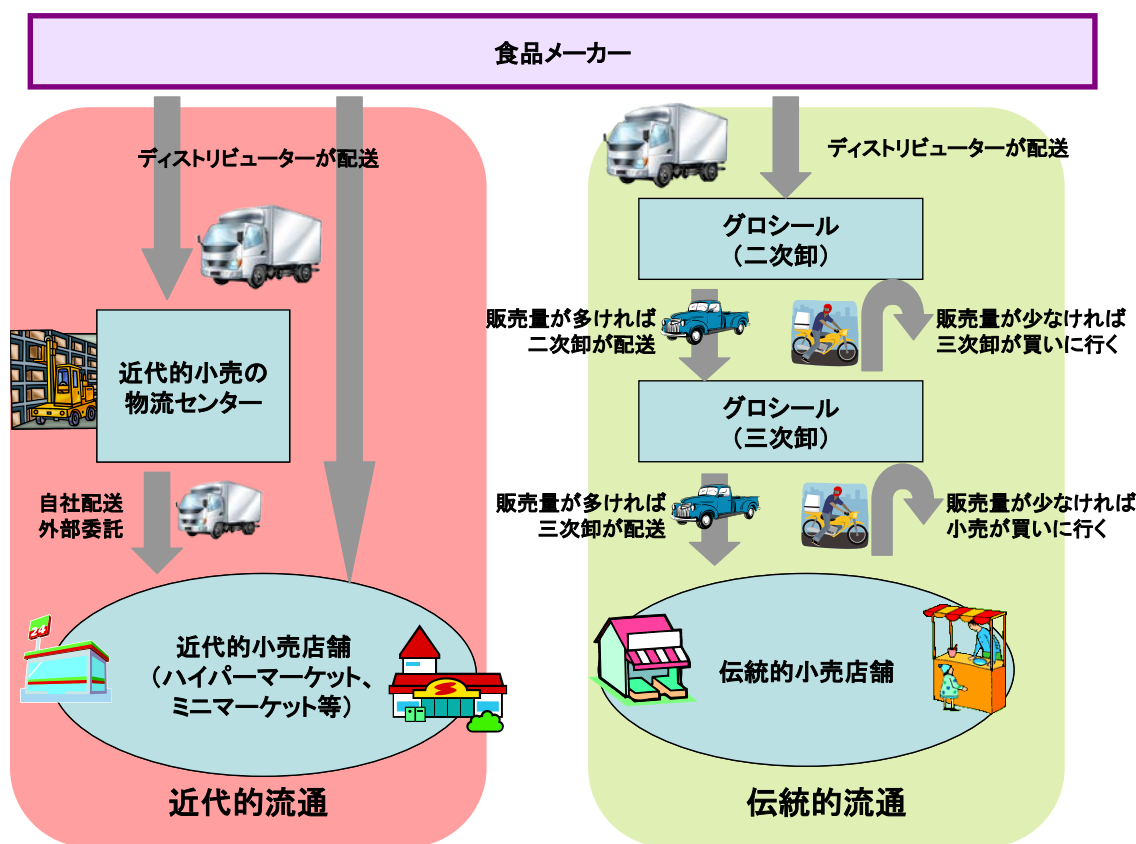 食品メーカー
ディストリビューターが配送
近代的小売の
物流センター
自社配送
外部委託
24
近代的小売店舗
（ハイパーマーケット、
ミニマーケット等）
近代的流通
ディストリビューターが配送
グロシール
（二次卸）
販売量が多ければ
二次卸が配送
販売量が少なければ
三次卸が買いに行く
グロシール
（三次卸）
販売量が多ければ
三次卸が配送
販売量が少なければ
小売が買いに行く
伝統的小売店舗
伝統的流通